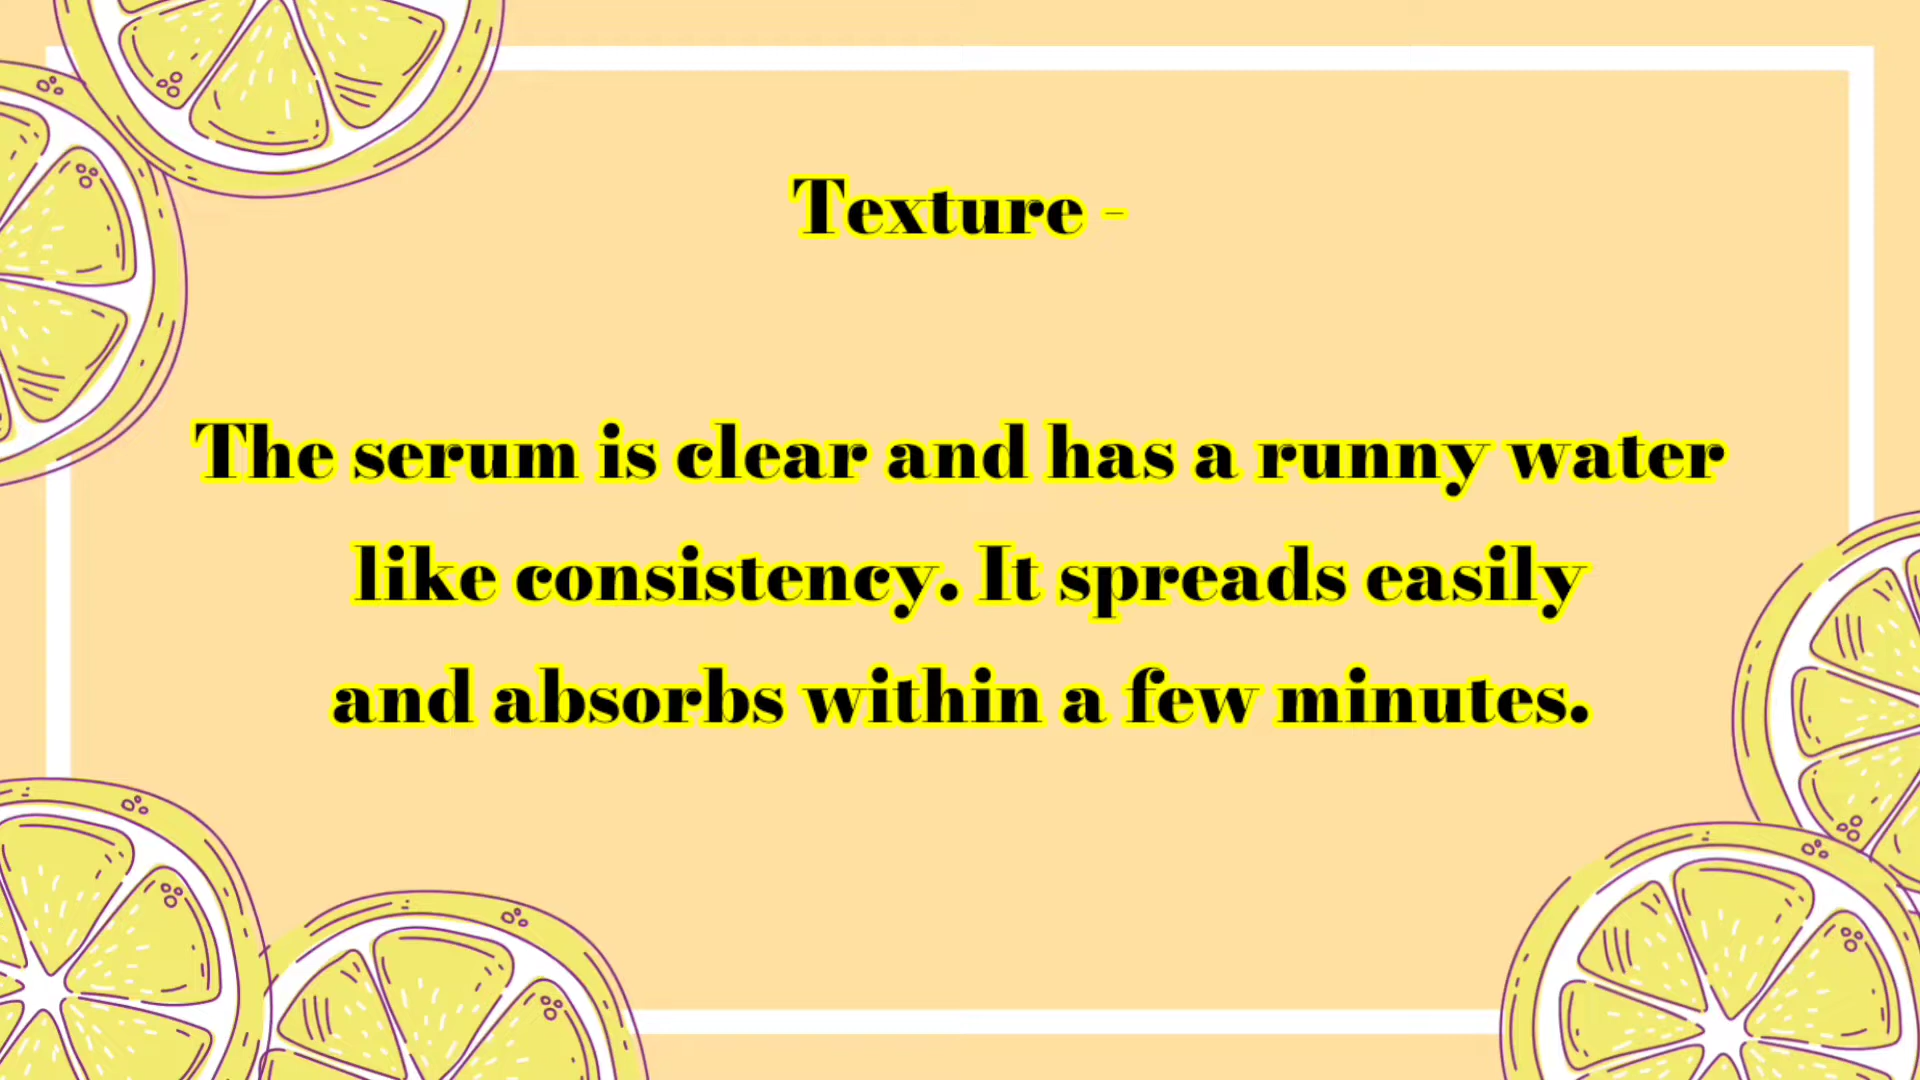 Texture -
The serum is clear and has a runny water
like consistency. It spreads easily
and absorbs within a few minutes.